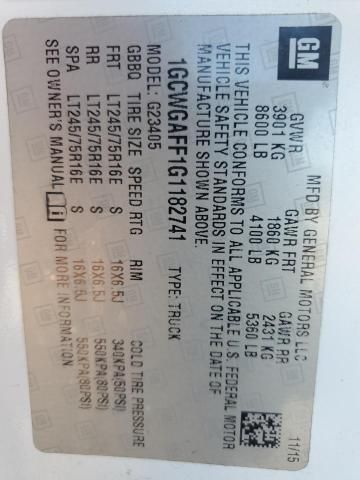 GM
MFD BY GENERAL MOTORS LLC
11/15
GVWR GAWR FRT GAWR RR
3901 KG 1860 KG 2431 KG
8600 LB 4100 LB 5360 LB
THIS VEHICLE CONFORMS TO ALL APPLICABLE U.S. FEDERAL MOTOR
VEHICLE SAFETY STANDARDS IN EFFECT ON THE DATE OF
MANUFACTURE SHOWN ABOVE.
1GCWGAFF1G1182741 TYPE: TRUCK
MODEL: G23405
GBBQ TIRE SIZE SPEED RTG RIM COLD TIRE PRESSURE
FRT LT245/75R16E S 16X6.5J 340KPA(50PSI)
RR LT245/75R16E S 16X6.5J 550KPA(80PSI)
SPA LT245/75R16E S 16X6.5J 550KPA(80PSI)
SEE OWNER'S MANUAL i FOR MORE INFORMATION